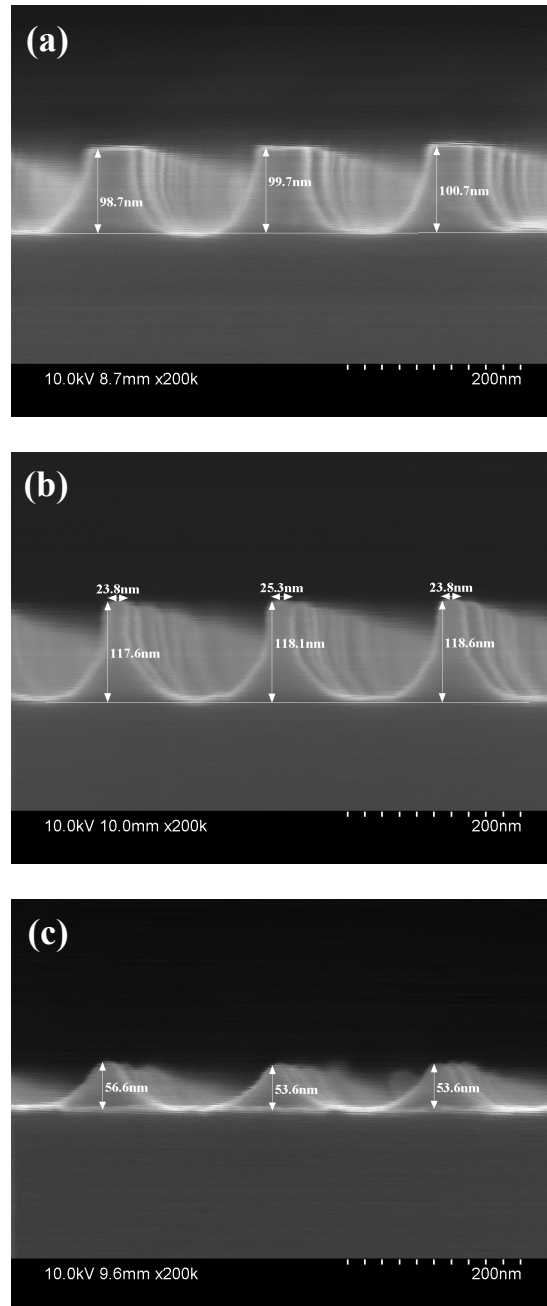 (a)
98.7nm
99.7nm
100.7nm
10.0kV 8.7mm x200k
200nm
(b)
23.8nm
25.3nm
23.8nm
117.6nm
118.1nm
118.6nm
10.0kV 10.0mm x200k
200nm
(c)
56.6nm
53.6nm
53.6nm
10.0kV 9.6mm x200k
200nm